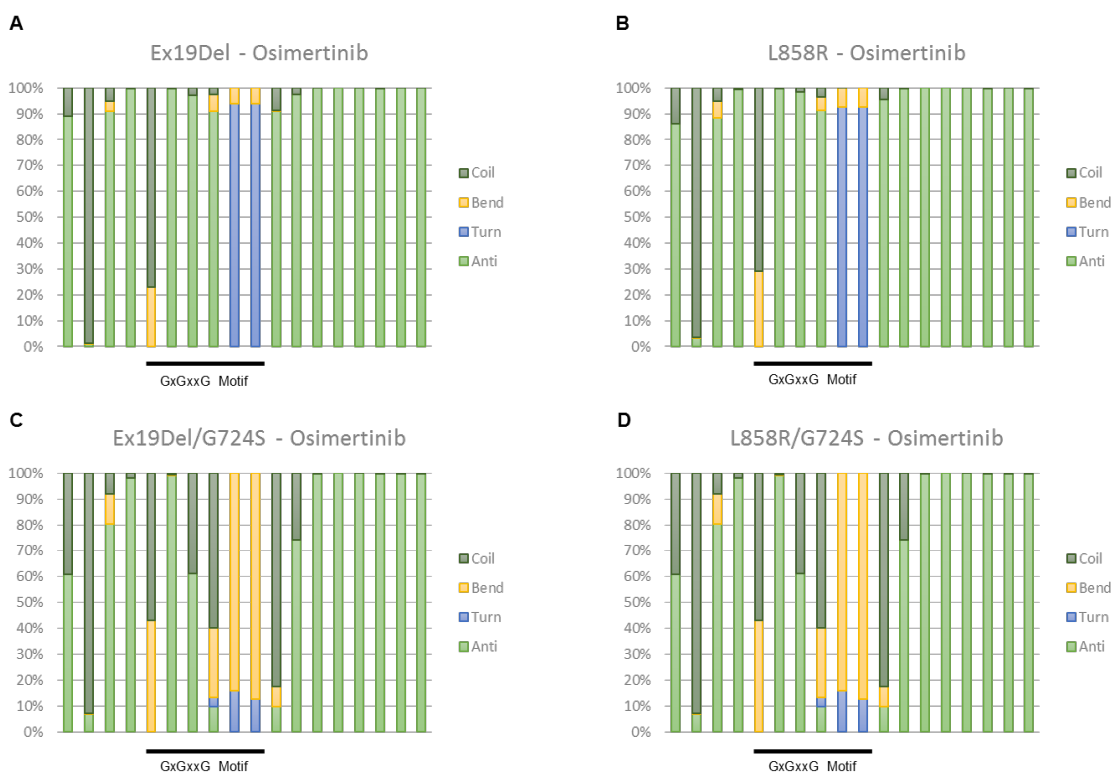 A
Ex19Del - Osimertinib
100%
90%
80%
70%
60%
50%
40%
30%
20%
10%
0%
Coil
Bend
Turn
Anti
GxGxxG Motif
B
L858R - Osimertinib
100%
90%
80%
70%
60%
50%
40%
30%
20%
10%
0%
Coil
Bend
Turn
Anti
GxGxxG Motif
C
Ex19Del/G724S - Osimertinib
100%
90%
80%
70%
60%
50%
40%
30%
20%
10%
0%
Coil
Bend
Turn
Anti
GxGxxG Motif
D
L858R/G724S - Osimertinib
100%
90%
80%
70%
60%
50%
40%
30%
20%
10%
0%
Coil
Bend
Turn
Anti
GxGxxG Motif